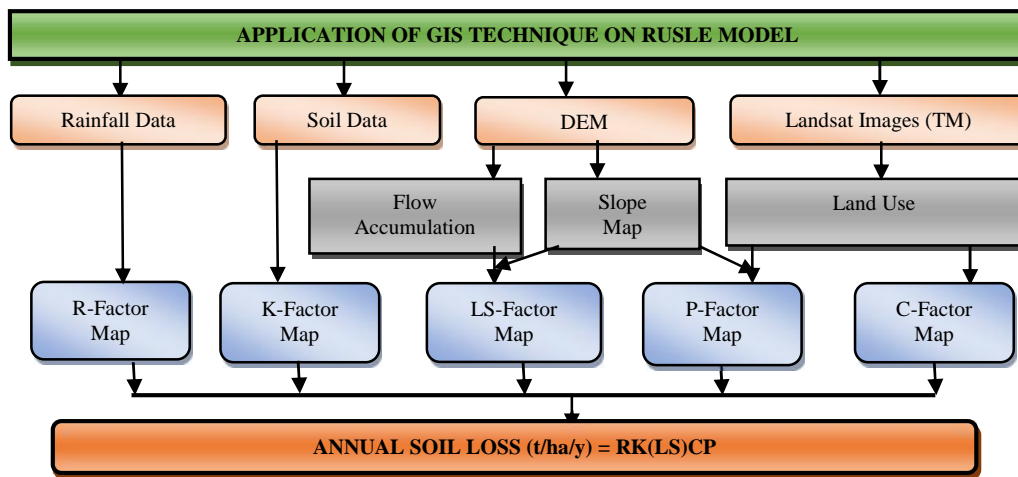 APPLICATION OF GIS TECHNIQUE ON RUSLE MODEL
Rainfall Data
Soil Data
DEM
Landsat Images (TM)
Flow
Accumulation
Slope
Map
Land Use
R-Factor
Map
K-Factor
Map
LS-Factor
Map
P-Factor
Map
C-Factor
Map
ANNUAL SOIL LOSS (t/ha/y) = RK(LS)CP